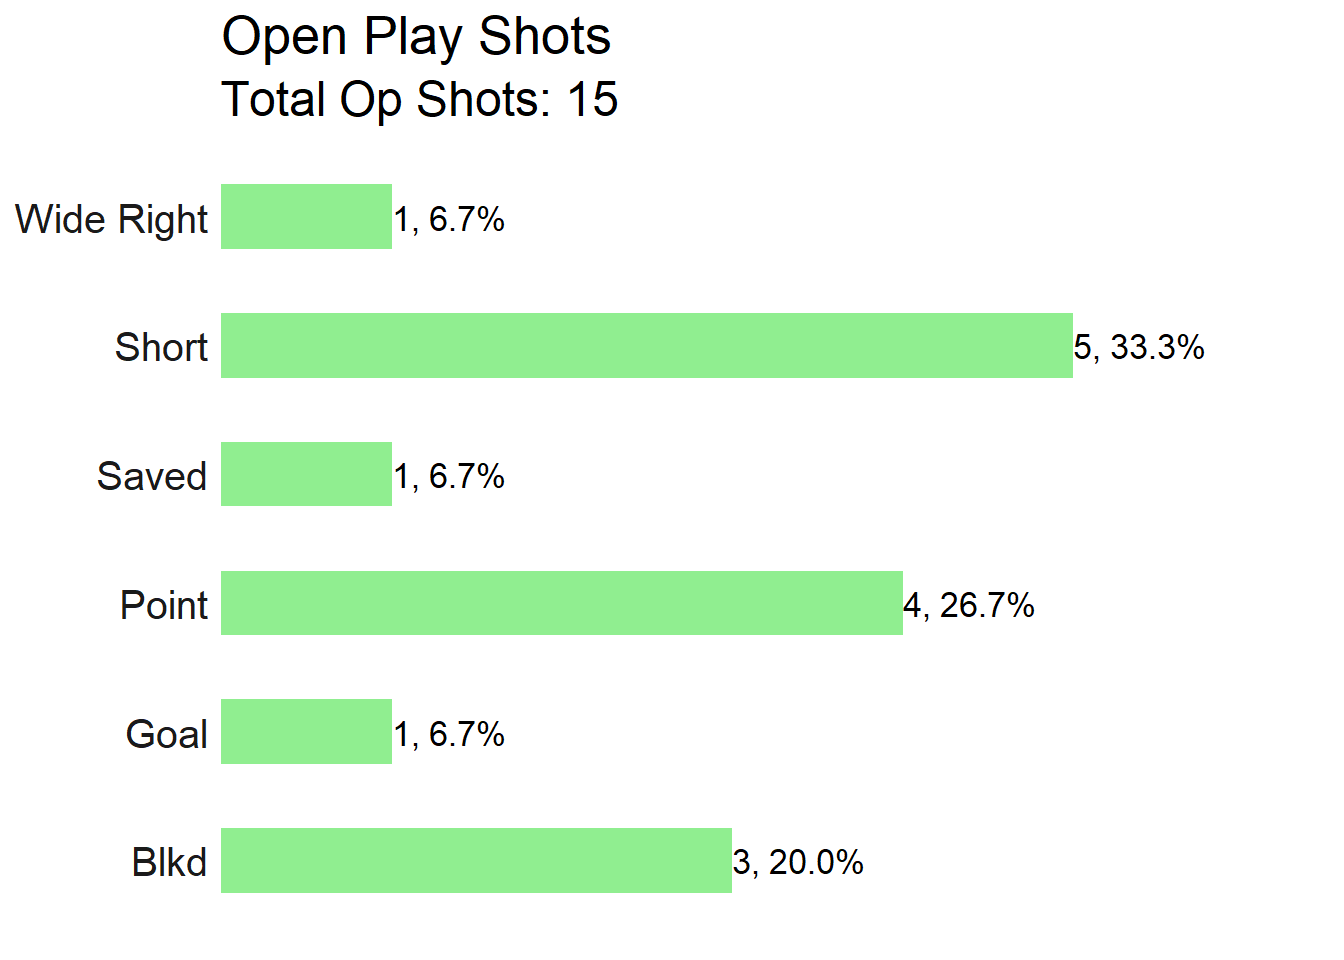 Open Play Shots
Total Op Shots: 15
Wide Right 1, 6.7%
Short 5, 33.3%
Saved 1, 6.7%
Point 4, 26.7%
Goal 1, 6.7%
Blkd 3, 20.0%